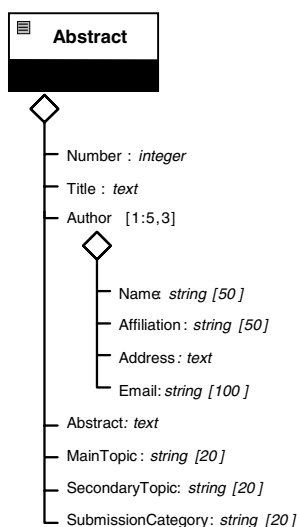 Abstract
Number : integer
Title : text
Author [1:5,3]
Name: string [50 ]
Affiliation : string [50]
Address : text
Email: string [100 ]
Abstract: text
MainTopic : string [20 ]
SecondaryTopic: string [20 ]
SubmissionCategory: string [20 ]